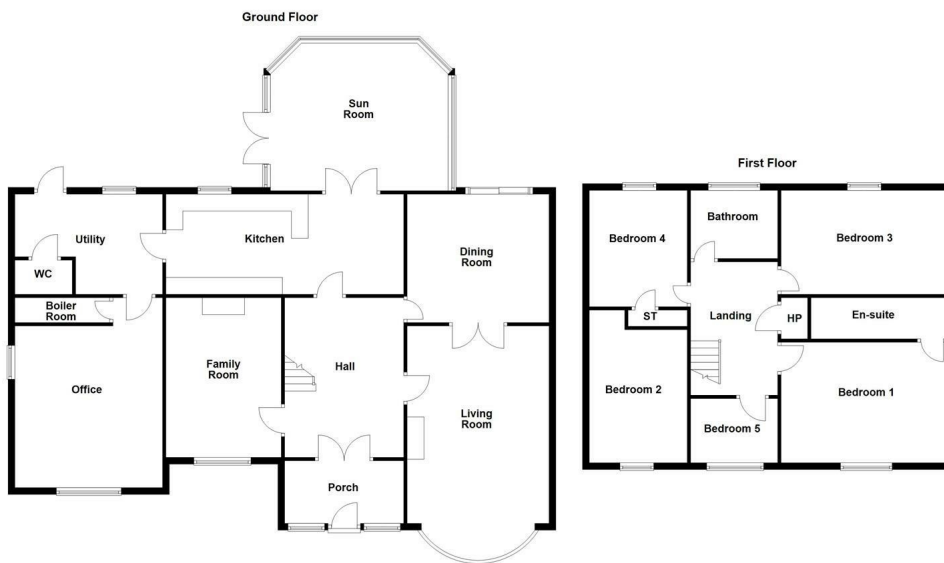 Ground Floor
Sun
Room
Utility
Kitchen
WC
Dining
Room
Boiler
Room
Office
Family
Room
Hall
Living
Room
Porch
First Floor
Bedroom 4
Bathroom
Bedroom 3
ST
Landing
HP
En-suite
Bedroom 2
Bedroom 1
Bedroom 5